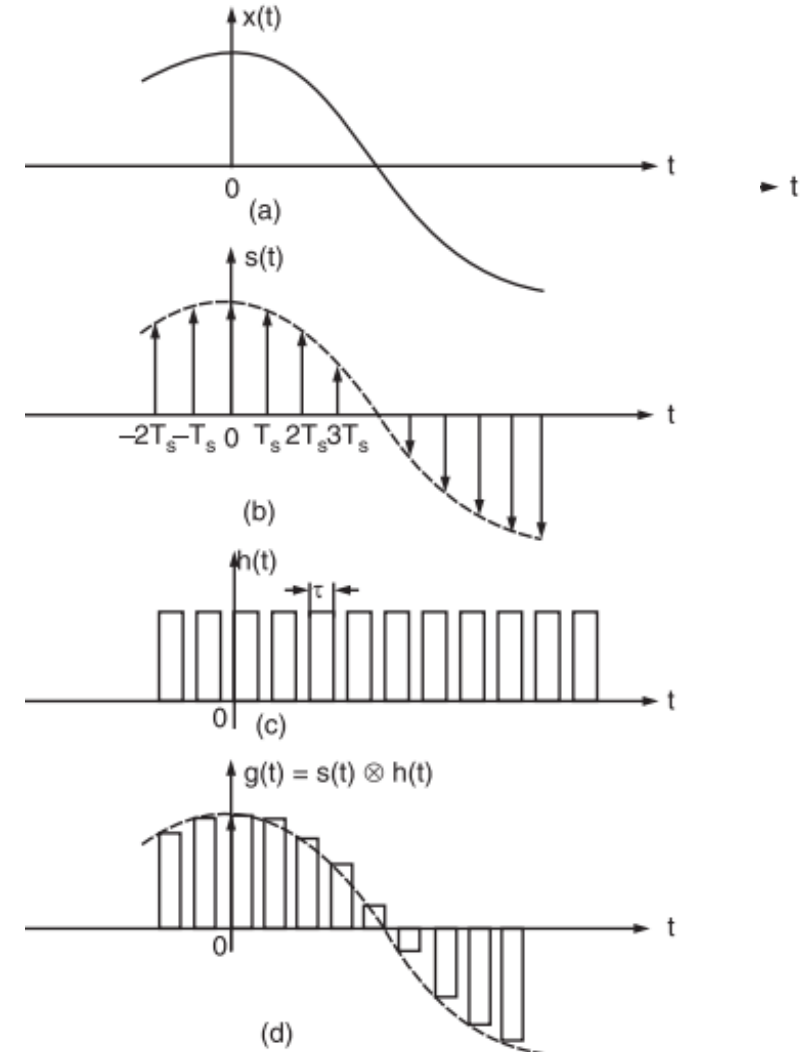 x(t)
t
0
t
(a)
s(t)
t
–2Tₛ –Tₛ 0 Tₛ 2Tₛ 3Tₛ
(b)
h(t)
τ
t
0
(c)
g(t) = s(t) ⊗ h(t)
t
0
(d)